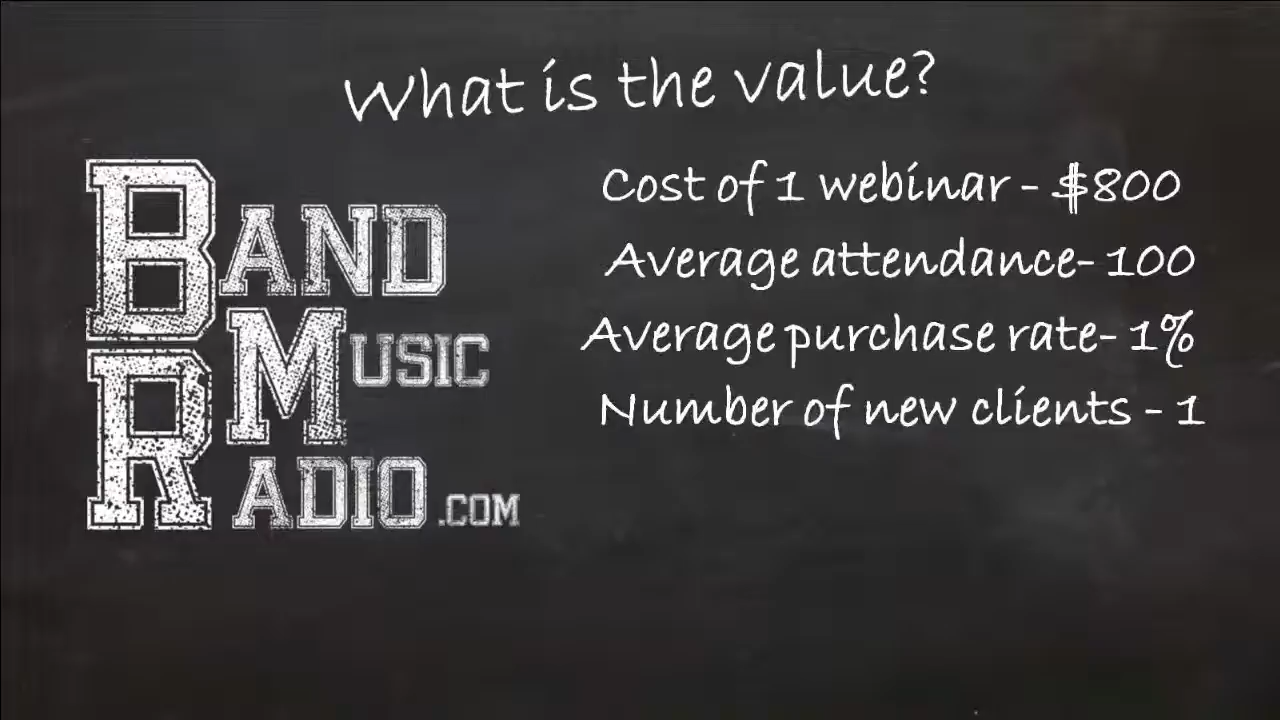 What is the value?
BAND
MUSIC
RADIO.COM
Cost of 1 webinar - $800
Average attendance- 100
Average purchase rate- 1%
Number of new clients - 1